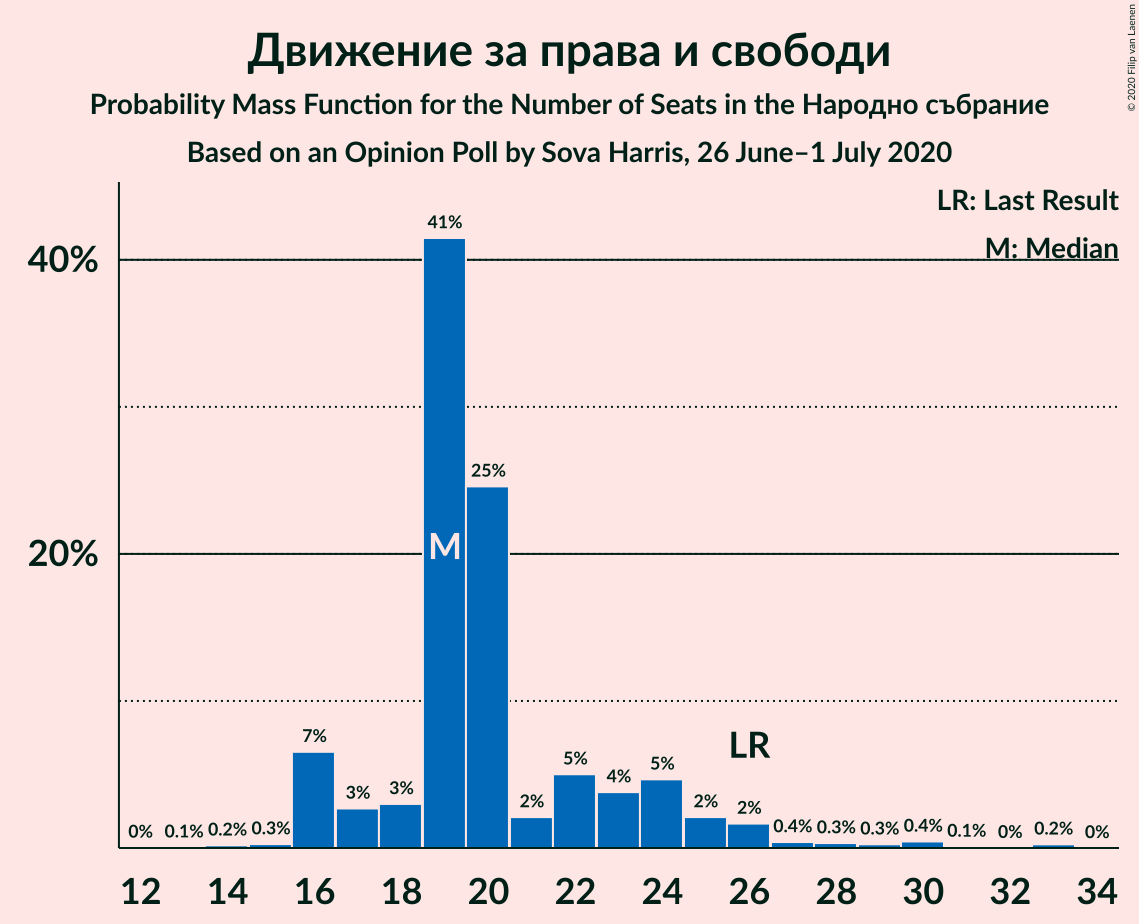 Движение за права и свободи
Probability Mass Function for the Number of Seats in the Народно събрание
Based on an Opinion Poll by Sova Harris, 26 June–1 July 2020
© 2020 Filip van Laenen
LR: Last Result
M: Median
40%
20%
41%
25%
M
7%
3%
3%
2%
5%
4%
5%
2%
2%
LR
0%
0.1%
0.2%
0.3%
0.4%
0.3%
0.3%
0.4%
0.1%
0%
0.2%
0%
12 14 16 18 20 22 24 26 28 30 32 34